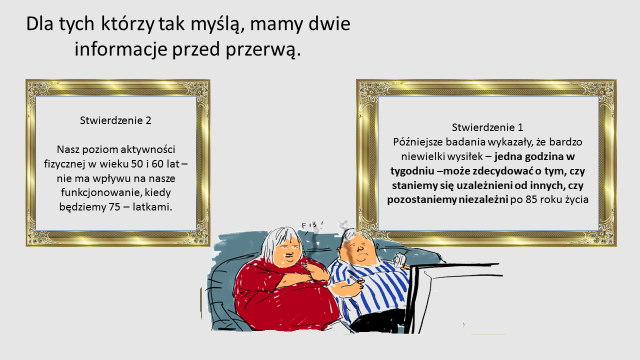 Dla tych którzy tak myślą, mamy dwie
informacje przed przerwą.
Stwierdzenie 2
Nasz poziom aktywności
fizycznej w wieku 50 i 60 lat –
nie ma wpływu na nasze
funkcjonowanie, kiedy
będziemy 75 – latkami.
Stwierdzenie 1
Późniejsze badania wykazały, że bardzo
niewielki wysiłek – jedna godzina w
tygodniu –może zdecydować o tym, czy
staniemy się uzależnieni od innych, czy
pozostaniemy niezależni po 85 roku życia